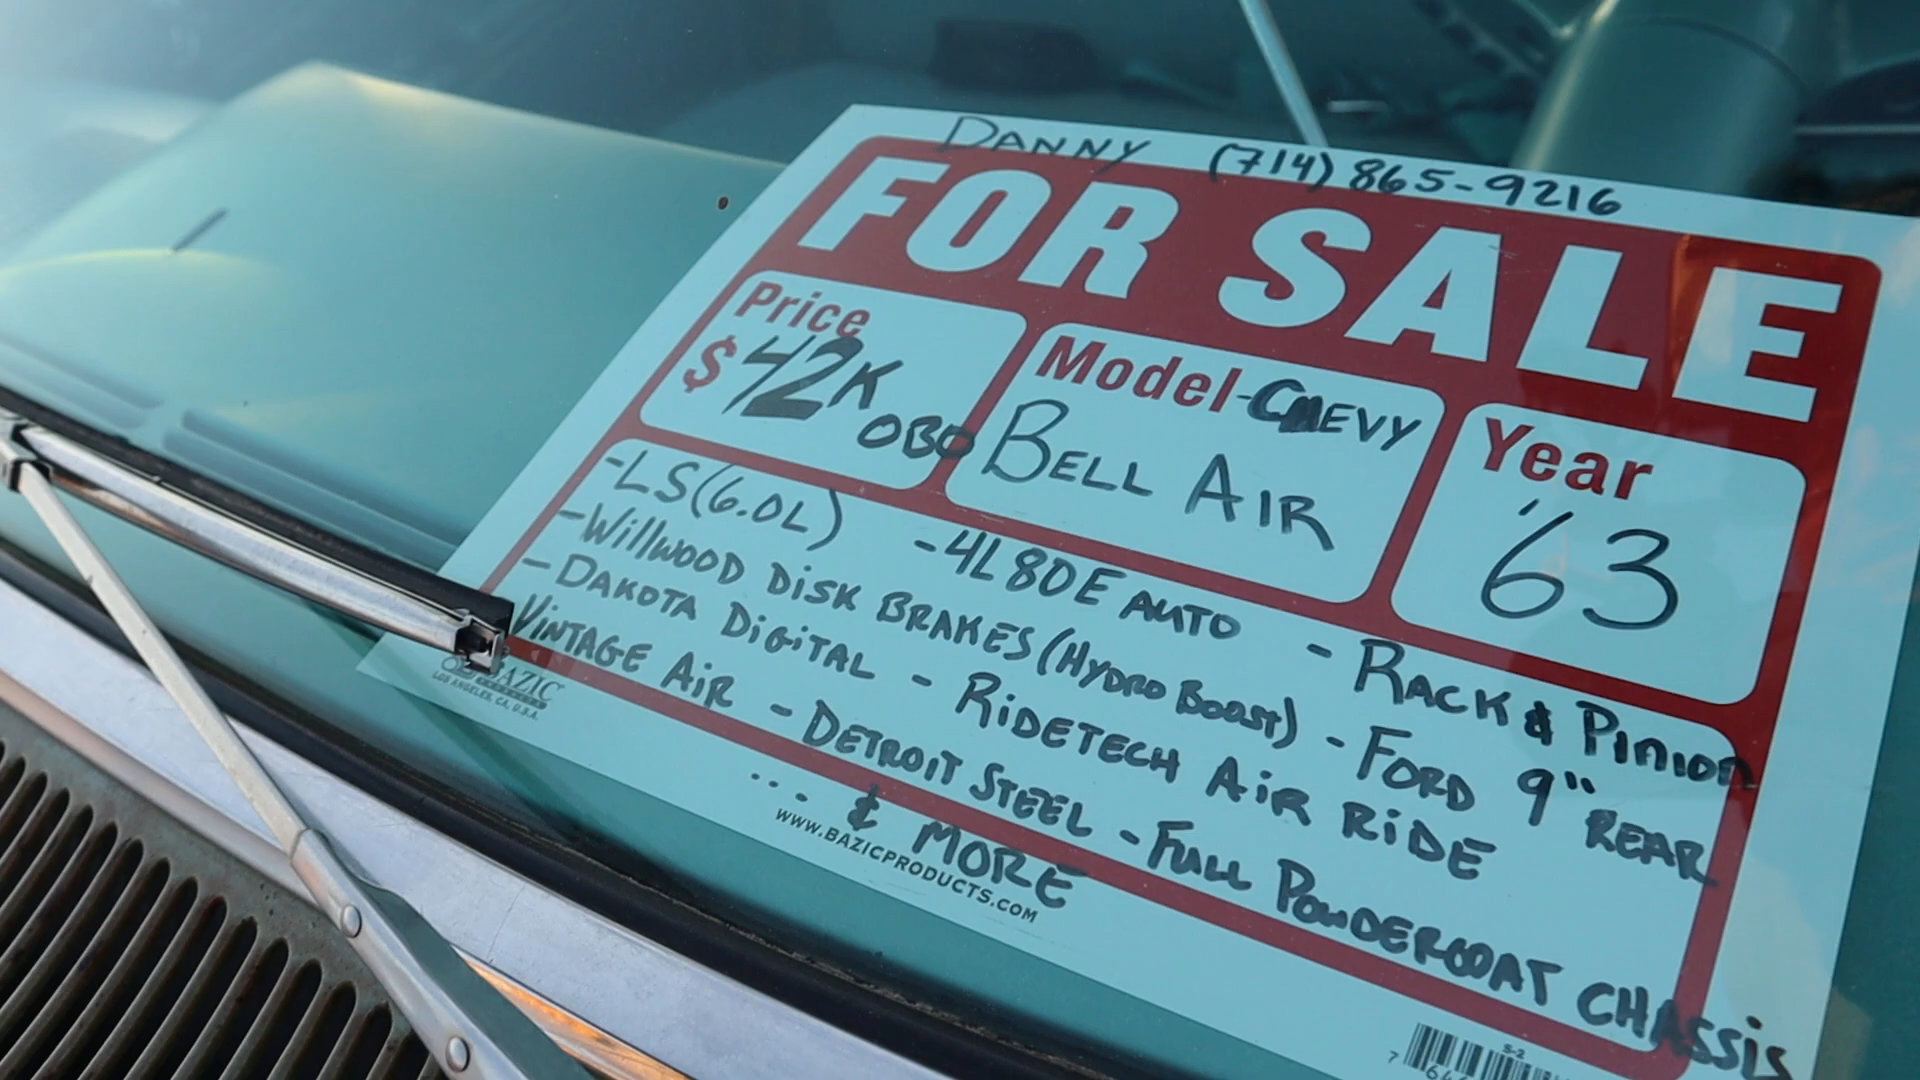 DANNY (714) 865-9216
FOR SALE
Price
$42K OBO
Model-CHEVY
BELL AIR
Year
'63
-LS(6.0L) -4L80E AUTO - RACK & PINION
-Willwood DISK BRAKES (HYDRO BOOST) - FORD 9" REAR
- DAKOTA DIGITAL - RIDETECH AIR RIDE
VINTAGE AIR - DETROIT STEEL - FULL POWDERCOAT CHASSIS
... & MORE
BAZIC
LOS ANGELES, CA, U.S.A.
WWW.BAZICPRODUCTS.COM
S-2
7